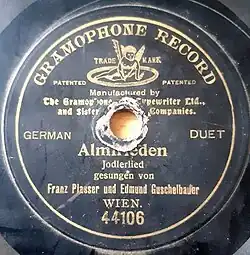 GRAMOPHONE RECORD
TRADE MARK
PATENTED PATENTED
Manufactured by
The Gramophone Typewriter Ltd.,
and Sister Companies.
GERMAN DUET
Almfrieden
Jodlerlied
gesungen von
Franz Plasser und Edmund Guschelbauer
WIEN.
44106